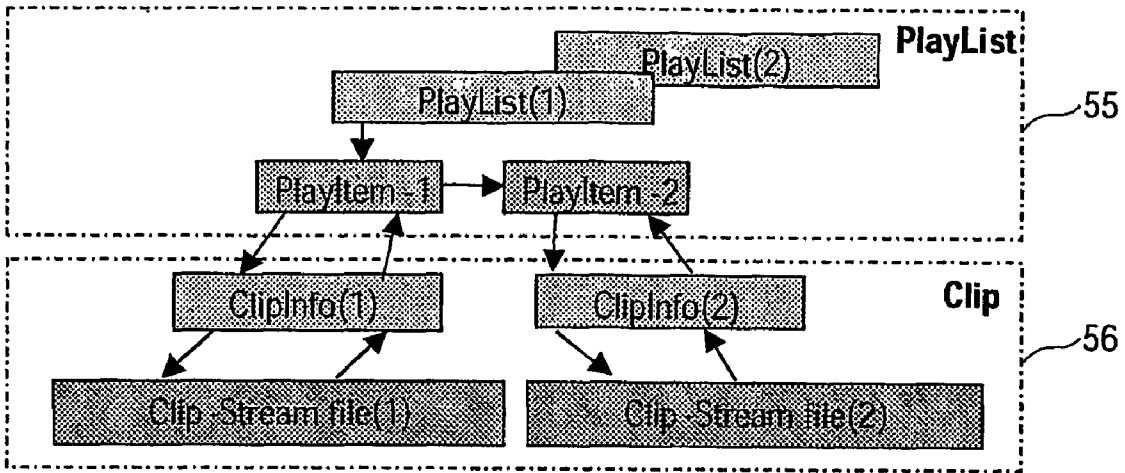 PlayList
PlayList(2)
PlayList(1)
55
PlayItem -1
PlayItem -2
Clip
ClipInfo(1)
ClipInfo(2)
56
Clip -Stream file(1)
Clip -Stream file(2)